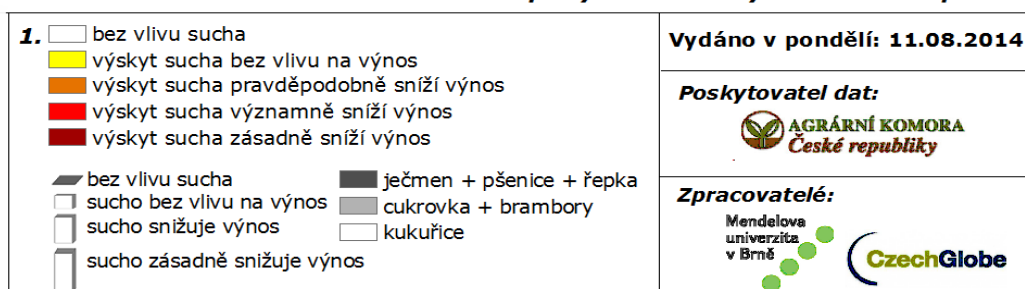 1. bez vlivu sucha
výskyt sucha bez vlivu na výnos
výskyt sucha pravděpodobně sníží výnos
výskyt sucha významně sníží výnos
výskyt sucha zásadně sníží výnos
bez vlivu sucha
sucho bez vlivu na výnos
sucho snižuje výnos
sucho zásadně snižuje výnos
ječmen + pšenice + řepka
cukrovka + brambory
kukuřice
Vydáno v pondělí: 11.08.2014
Poskytovatel dat:
AGRÁRNÍ KOMORA
České republiky
Zpracovatelé:
Mendelova
univerzita
v Brně
CzechGlobe